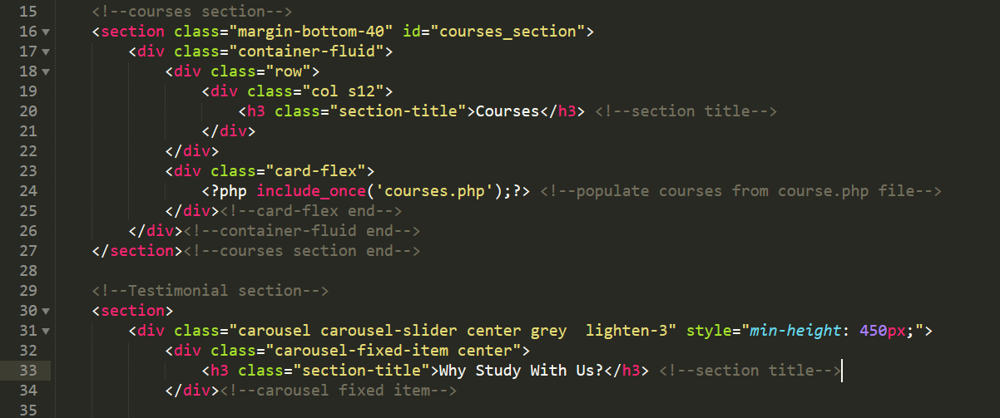 15 <!--courses section-->
16 <section class="margin-bottom-40" id="courses_section">
17 <div class="container-fluid">
18 <div class="row">
19 <div class="col s12">
20 <h3 class="section-title">Courses</h3> <!--section title-->
21 </div>
22 </div>
23 <div class="card-flex">
24 <?php include_once('courses.php');?> <!--populate courses from course.php file-->
25 </div><!--card-flex end-->
26 </div><!--container-fluid end-->
27 </section><!--courses section end-->
28
29 <!--Testimonial section-->
30 <section>
31 <div class="carousel carousel-slider center grey  lighten-3" style="min-height: 450px;">
32 <div class="carousel-fixed-item center">
33 <h3 class="section-title">Why Study With Us?</h3> <!--section title-->
34 </div><!--carousel fixed item-->
35